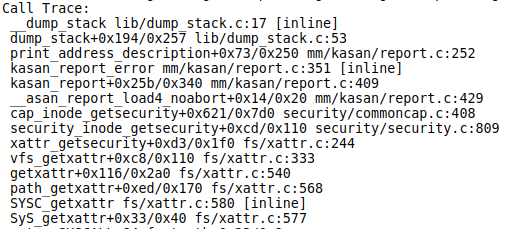 Call Trace:
__dump_stack lib/dump_stack.c:17 [inline]
dump_stack+0x194/0x257 lib/dump_stack.c:53
print_address_description+0x73/0x250 mm/kasan/report.c:252
kasan_report_error mm/kasan/report.c:351 [inline]
kasan_report+0x25b/0x340 mm/kasan/report.c:409
__asan_report_load4_noabort+0x14/0x20 mm/kasan/report.c:429
cap_inode_getsecurity+0x621/0x7d0 security/commoncap.c:408
security_inode_getsecurity+0xcd/0x110 security/security.c:809
xattr_getsecurity+0xd3/0x1f0 fs/xattr.c:244
vfs_getxattr+0xc8/0x110 fs/xattr.c:333
getxattr+0x116/0x2a0 fs/xattr.c:540
path_getxattr+0xed/0x170 fs/xattr.c:568
SYSC_getxattr fs/xattr.c:580 [inline]
SyS_getxattr+0x33/0x40 fs/xattr.c:577